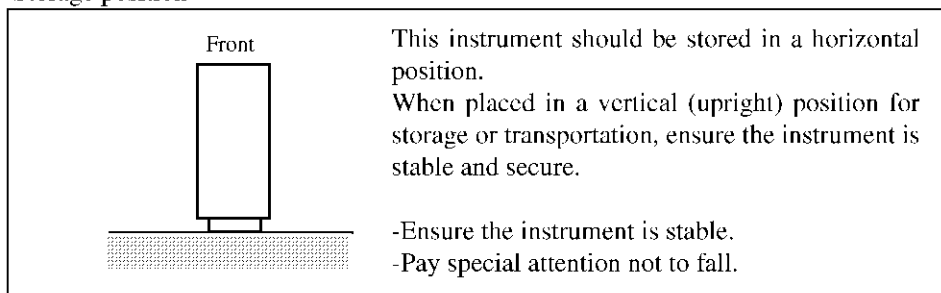 Storage position
Front
This instrument should be stored in a horizontal
position.
When placed in a vertical (upright) position for
storage or transportation, ensure the instrument is
stable and secure.
-Ensure the instrument is stable.
-Pay special attention not to fall.